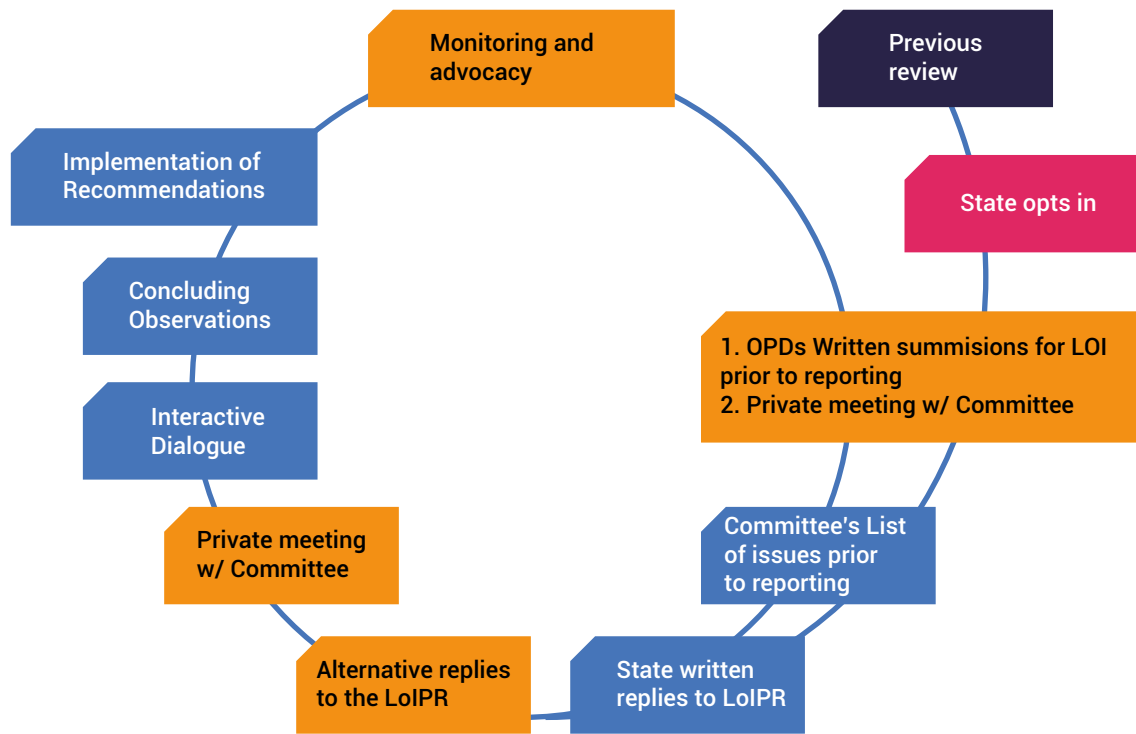 Monitoring and
advocacy
Previous
review
State opts in
1. OPDs Written summisions for LOI
prior to reporting
2. Private meeting w/ Committee
Committee's List
of issues prior
to reporting
State written
replies to LoIPR
Alternative replies
to the LoIPR
Private meeting
w/ Committee
Interactive
Dialogue
Concluding
Observations
Implementation of
Recommendations